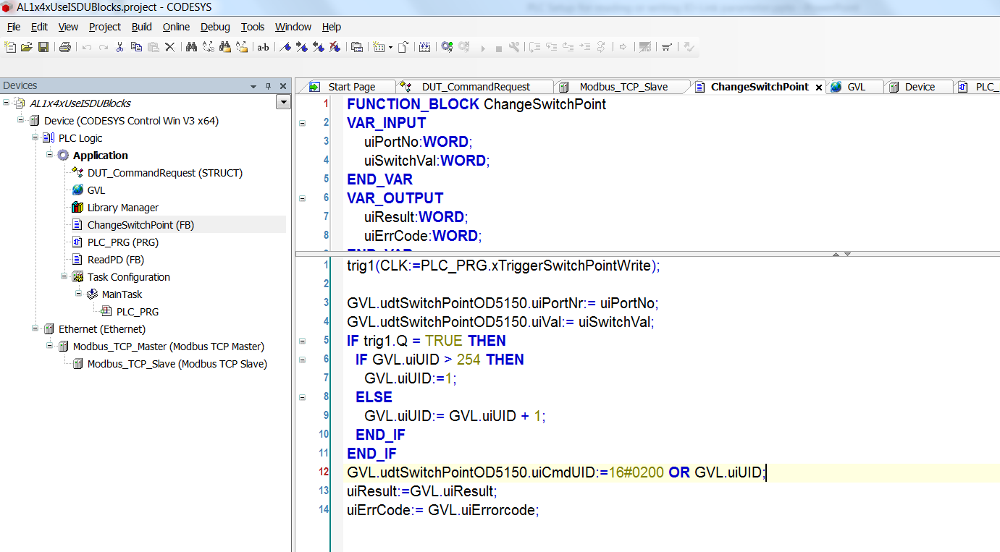 AL1x4xUseISDUBlocks.project - CODESYS
File Edit View Project Build Online Debug Tools Window Help
Devices
AL1x4xUseISDUBlocks
Device (CODESYS Control Win V3 x64)
PLC Logic
Application
DUT_CommandRequest (STRUCT)
GVL
Library Manager
ChangeSwitchPoint (FB)
PLC_PRG (PRG)
ReadPD (FB)
Task Configuration
MainTask
PLC_PRG
Ethernet (Ethernet)
Modbus_TCP_Master (Modbus TCP Master)
Modbus_TCP_Slave (Modbus TCP Slave)
Start Page DUT_CommandRequest Modbus_TCP_Slave ChangeSwitchPoint GVL Device PLC_
1 FUNCTION_BLOCK ChangeSwitchPoint
2 VAR_INPUT
3 uiPortNo:WORD;
4 uiSwitchVal:WORD;
5 END_VAR
6 VAR_OUTPUT
7 uiResult:WORD;
8 uiErrCode:WORD;
1 trig1(CLK:=PLC_PRG.xTriggerSwitchPointWrite);
2
3 GVL.udtSwitchPointOD5150.uiPortNr:= uiPortNo;
4 GVL.udtSwitchPointOD5150.uiVal:= uiSwitchVal;
5 IF trig1.Q = TRUE THEN
6 IF GVL.uiUID > 254 THEN
7 GVL.uiUID:=1;
8 ELSE
9 GVL.uiUID:= GVL.uiUID + 1;
10 END_IF
11 END_IF
12 GVL.udtSwitchPointOD5150.uiCmdUID:=16#0200 OR GVL.uiUID;
13 uiResult:=GVL.uiResult;
14 uiErrCode:= GVL.uiErrorcode;